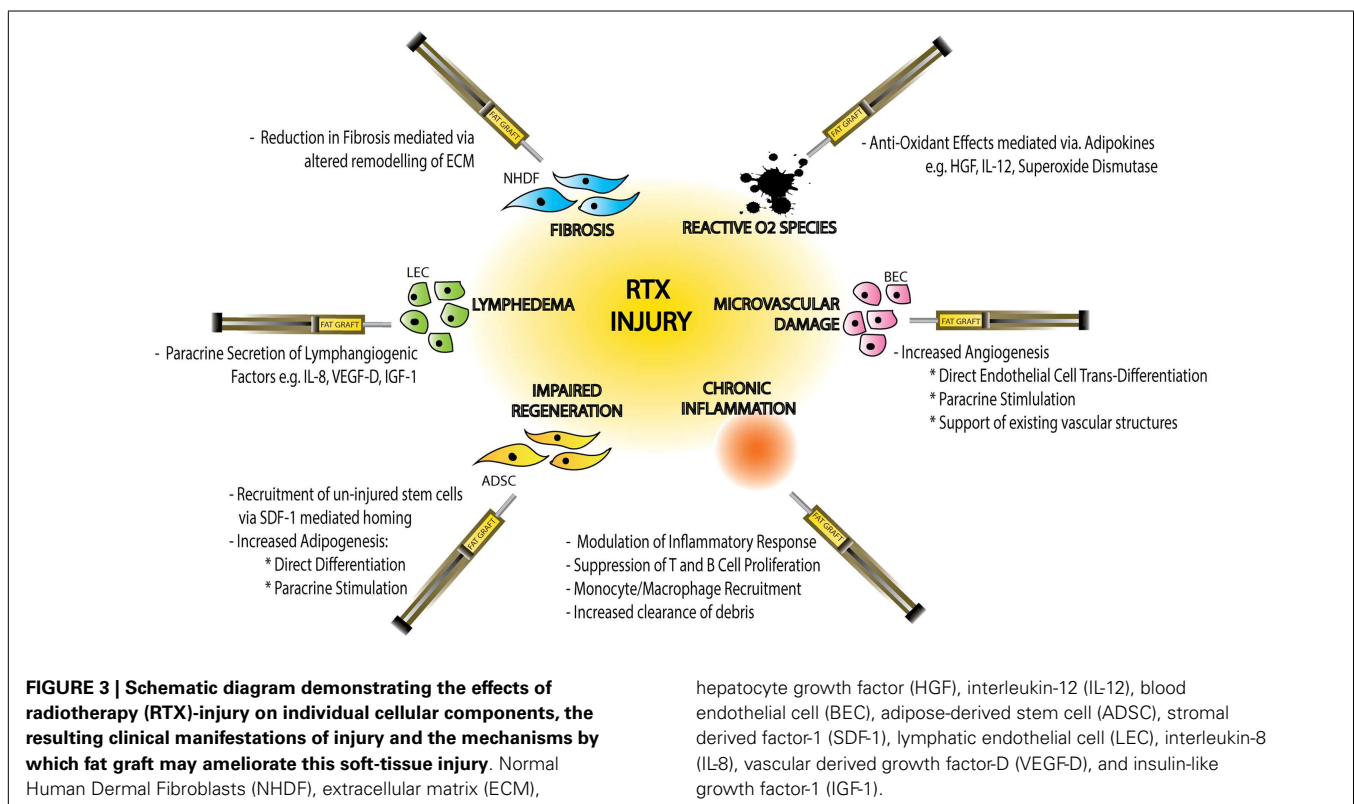 FAT GRAFT
- Reduction in Fibrosis mediated via
altered remodelling of ECM
NHDF
FIBROSIS
FAT GRAFT
- Anti-Oxidant Effects mediated via. Adipokines
e.g. HGF, IL-12, Superoxide Dismutase
REACTIVE O2 SPECIES
LEC
LYMPHEDEMA
FAT GRAFT
- Paracrine Secretion of Lymphangiogenic
Factors e.g. IL-8, VEGF-D, IGF-1
RTX
INJURY
MICROVASCULAR
DAMAGE
BEC
FAT GRAFT
- Increased Angiogenesis
* Direct Endothelial Cell Trans-Differentiation
* Paracrine Stimlulation
* Support of existing vascular structures
IMPAIRED
REGENERATION
ADSC
FAT GRAFT
- Recruitment of un-injured stem cells
via SDF-1 mediated homing
- Increased Adipogenesis:
* Direct Differentiation
* Paracrine Stimulation
CHRONIC
INFLAMMATION
FAT GRAFT
- Modulation of Inflammatory Response
- Suppression of T and B Cell Proliferation
- Monocyte/Macrophage Recruitment
- Increased clearance of debris
FIGURE 3 | Schematic diagram demonstrating the effects of
radiotherapy (RTX)-injury on individual cellular components, the
resulting clinical manifestations of injury and the mechanisms by
which fat graft may ameliorate this soft-tissue injury. Normal
Human Dermal Fibroblasts (NHDF), extracellular matrix (ECM),
hepatocyte growth factor (HGF), interleukin-12 (IL-12), blood
endothelial cell (BEC), adipose-derived stem cell (ADSC), stromal
derived factor-1 (SDF-1), lymphatic endothelial cell (LEC), interleukin-8
(IL-8), vascular derived growth factor-D (VEGF-D), and insulin-like
growth factor-1 (IGF-1).